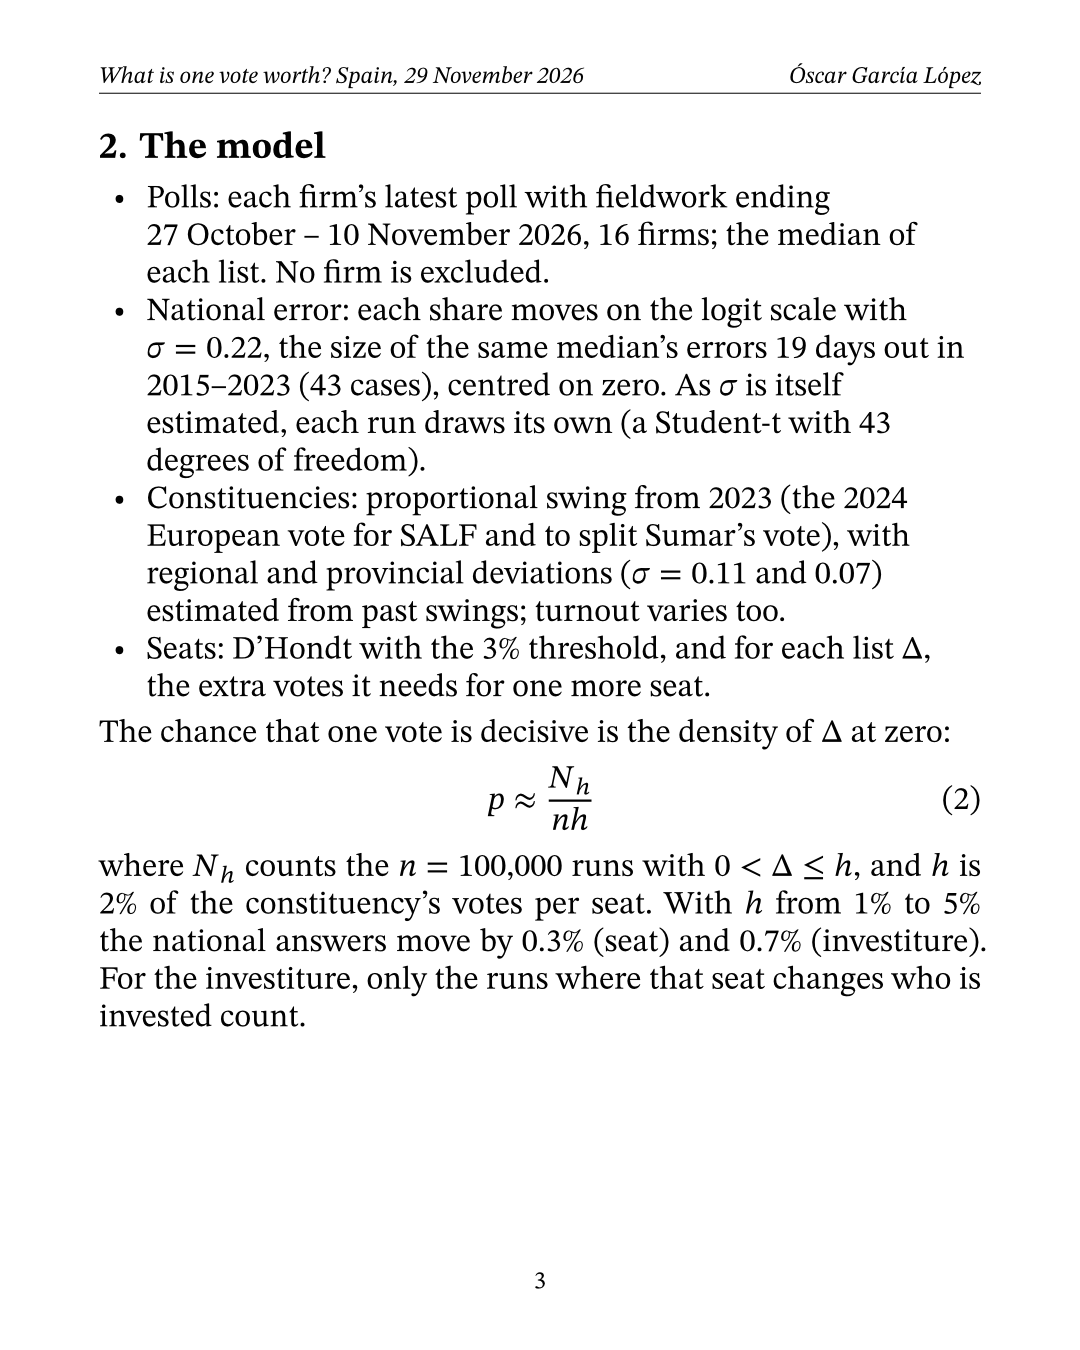 What is one vote worth? Spain, 29 November 2026 Óscar García López
2. The model
• Polls: each firm’s latest poll with fieldwork ending
27 October – 10 November 2026, 16 firms; the median of
each list. No firm is excluded.
• National error: each share moves on the logit scale with
σ = 0.22, the size of the same median’s errors 19 days out in
2015–2023 (43 cases), centred on zero. As σ is itself
estimated, each run draws its own (a Student-t with 43
degrees of freedom).
• Constituencies: proportional swing from 2023 (the 2024
European vote for SALF and to split Sumar’s vote), with
regional and provincial deviations (σ = 0.11 and 0.07)
estimated from past swings; turnout varies too.
• Seats: D’Hondt with the 3% threshold, and for each list Δ,
the extra votes it needs for one more seat.
The chance that one vote is decisive is the density of Δ at zero:
p ≈ N_h / nh (2)
where N_h counts the n = 100,000 runs with 0 < Δ ≤ h, and h is
2% of the constituency’s votes per seat. With h from 1% to 5%
the national answers move by 0.3% (seat) and 0.7% (investiture).
For the investiture, only the runs where that seat changes who is
invested count.
3